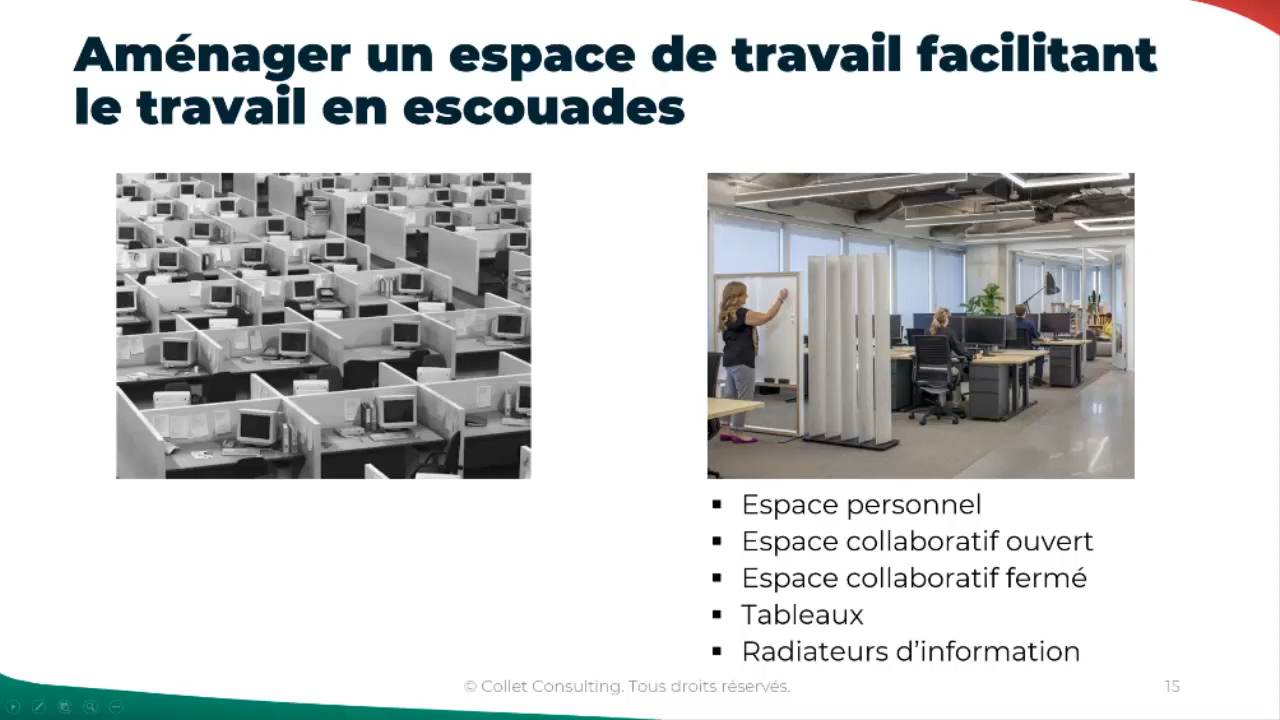 Aménager un espace de travail facilitant
le travail en escouades
▪ Espace personnel
▪ Espace collaboratif ouvert
▪ Espace collaboratif fermé
▪ Tableaux
▪ Radiateurs d’information
© Collet Consulting. Tous droits réservés.
15